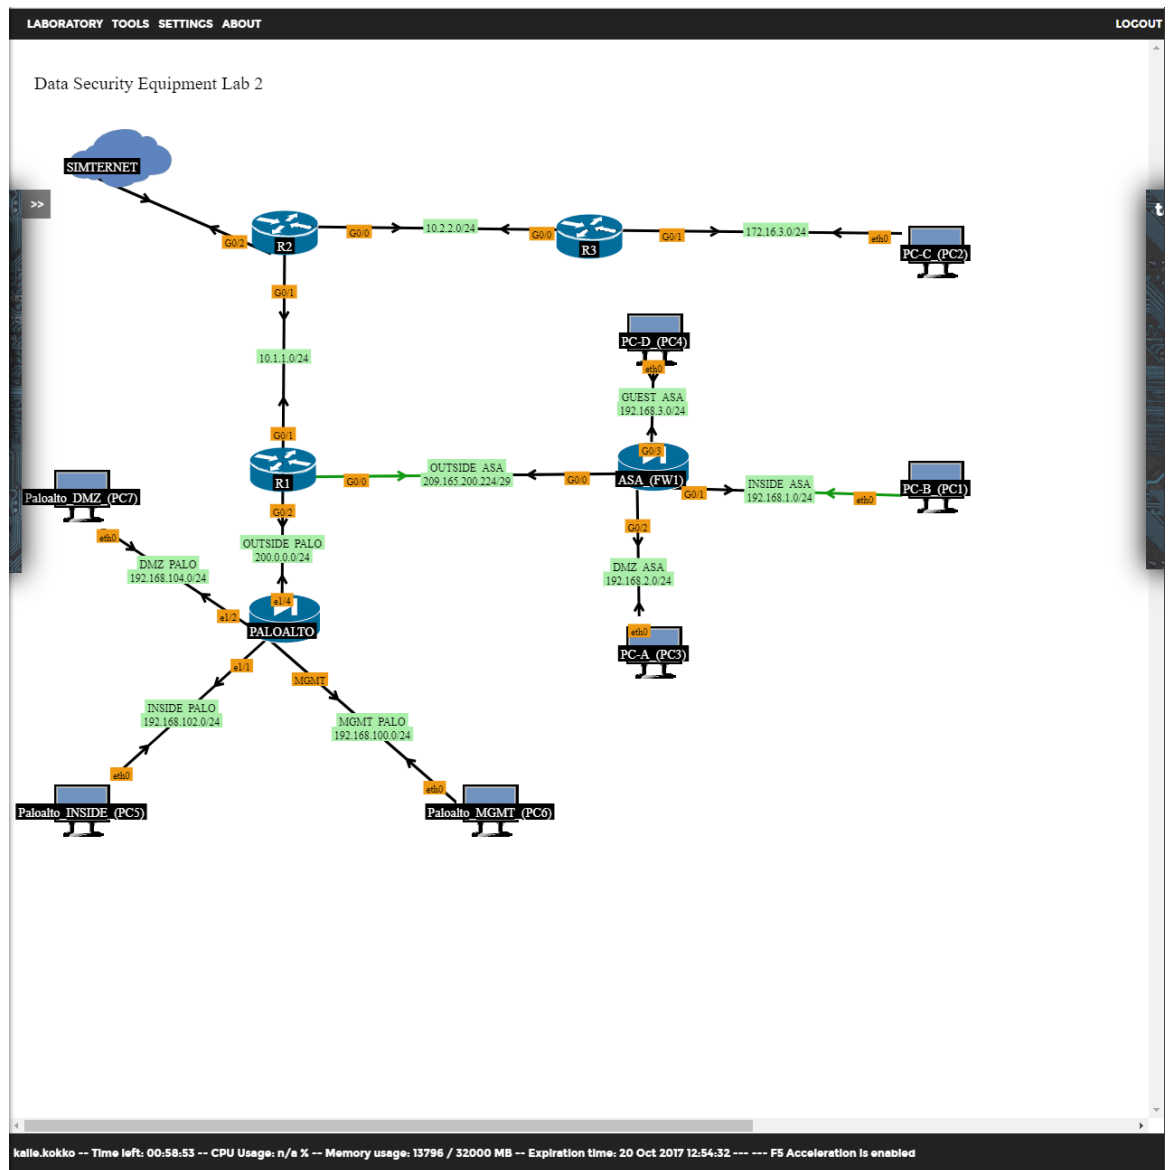 LABORATORY TOOLS SETTINGS ABOUT LOGOUT
Data Security Equipment Lab 2
SIMTERNET
>>
t
G0/2
R2
G0/0
10.2.2.0/24
G0/0
R3
G0/1
172.16.3.0/24
eth0
PC-C_(PC2)
G0/1
10.1.1.0/24
G0/1
R1
G0/0
OUTSIDE ASA
209.165.200.224/29
G0/0
PC-D_(PC4)
eth0
GUEST ASA
192.168.3.0/24
G0/3
ASA_(FW1)
G0/1
INSIDE ASA
192.168.1.0/24
eth0
PC-B_(PC1)
G0/2
DMZ ASA
192.168.2.0/24
eth0
PC-A_(PC3)
Paloalto_DMZ_(PC7)
eth0
DMZ PALO
192.168.104.0/24
e1/2
G0/2
OUTSIDE PALO
200.0.0.0/24
e1/4
PALOALTO
e1/1
INSIDE PALO
192.168.102.0/24
eth0
Paloalto_INSIDE_(PC5)
MGMT
MGMT PALO
192.168.100.0/24
eth0
Paloalto_MGMT_(PC6)
kalle.kokko -- Time left: 00:58:53 -- CPU Usage: n/a % -- Memory usage: 13796 / 32000 MB -- Expiration time: 20 Oct 2017 12:54:32 --- --- F5 Acceleration is enabled